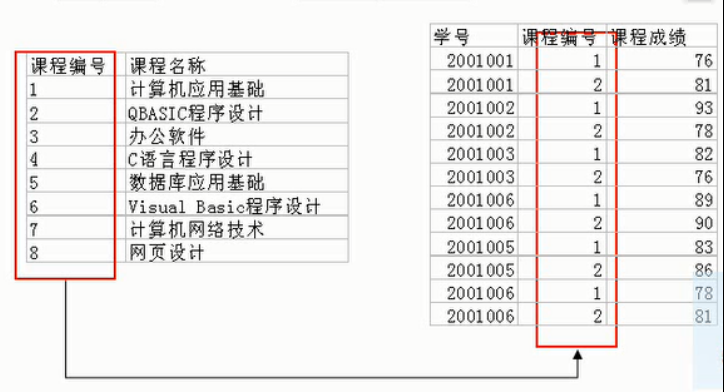 课程编号 课程名称
1 计算机应用基础
2 QBASIC程序设计
3 办公软件
4 C语言程序设计
5 数据库应用基础
6 Visual Basic程序设计
7 计算机网络技术
8 网页设计
学号 课程编号 课程成绩
2001001 1 76
2001001 2 81
2001002 1 93
2001002 2 78
2001003 1 82
2001003 2 76
2001006 1 89
2001006 2 90
2001005 1 83
2001005 2 86
2001006 1 78
2001006 2 81